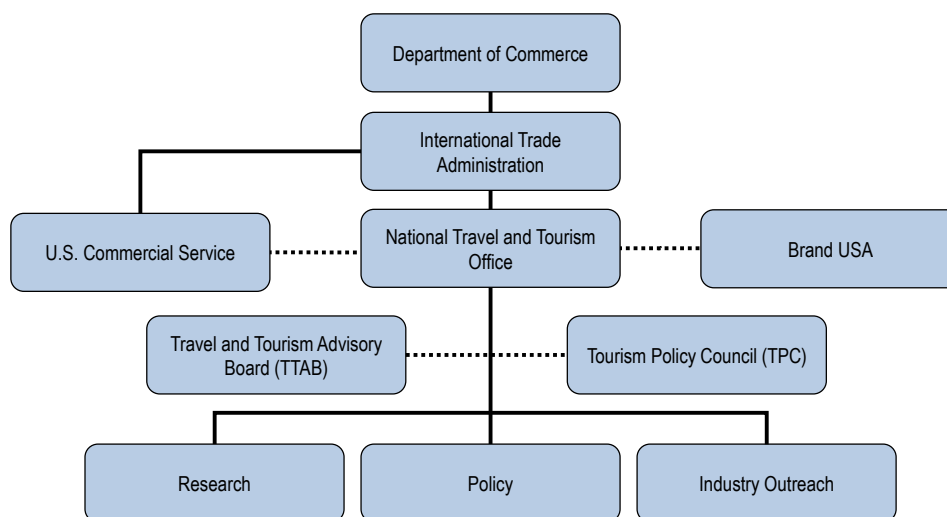 Department of Commerce
International Trade
Administration
U.S. Commercial Service
National Travel and Tourism
Office
Brand USA
Travel and Tourism Advisory
Board (TTAB)
Tourism Policy Council (TPC)
Research
Policy
Industry Outreach